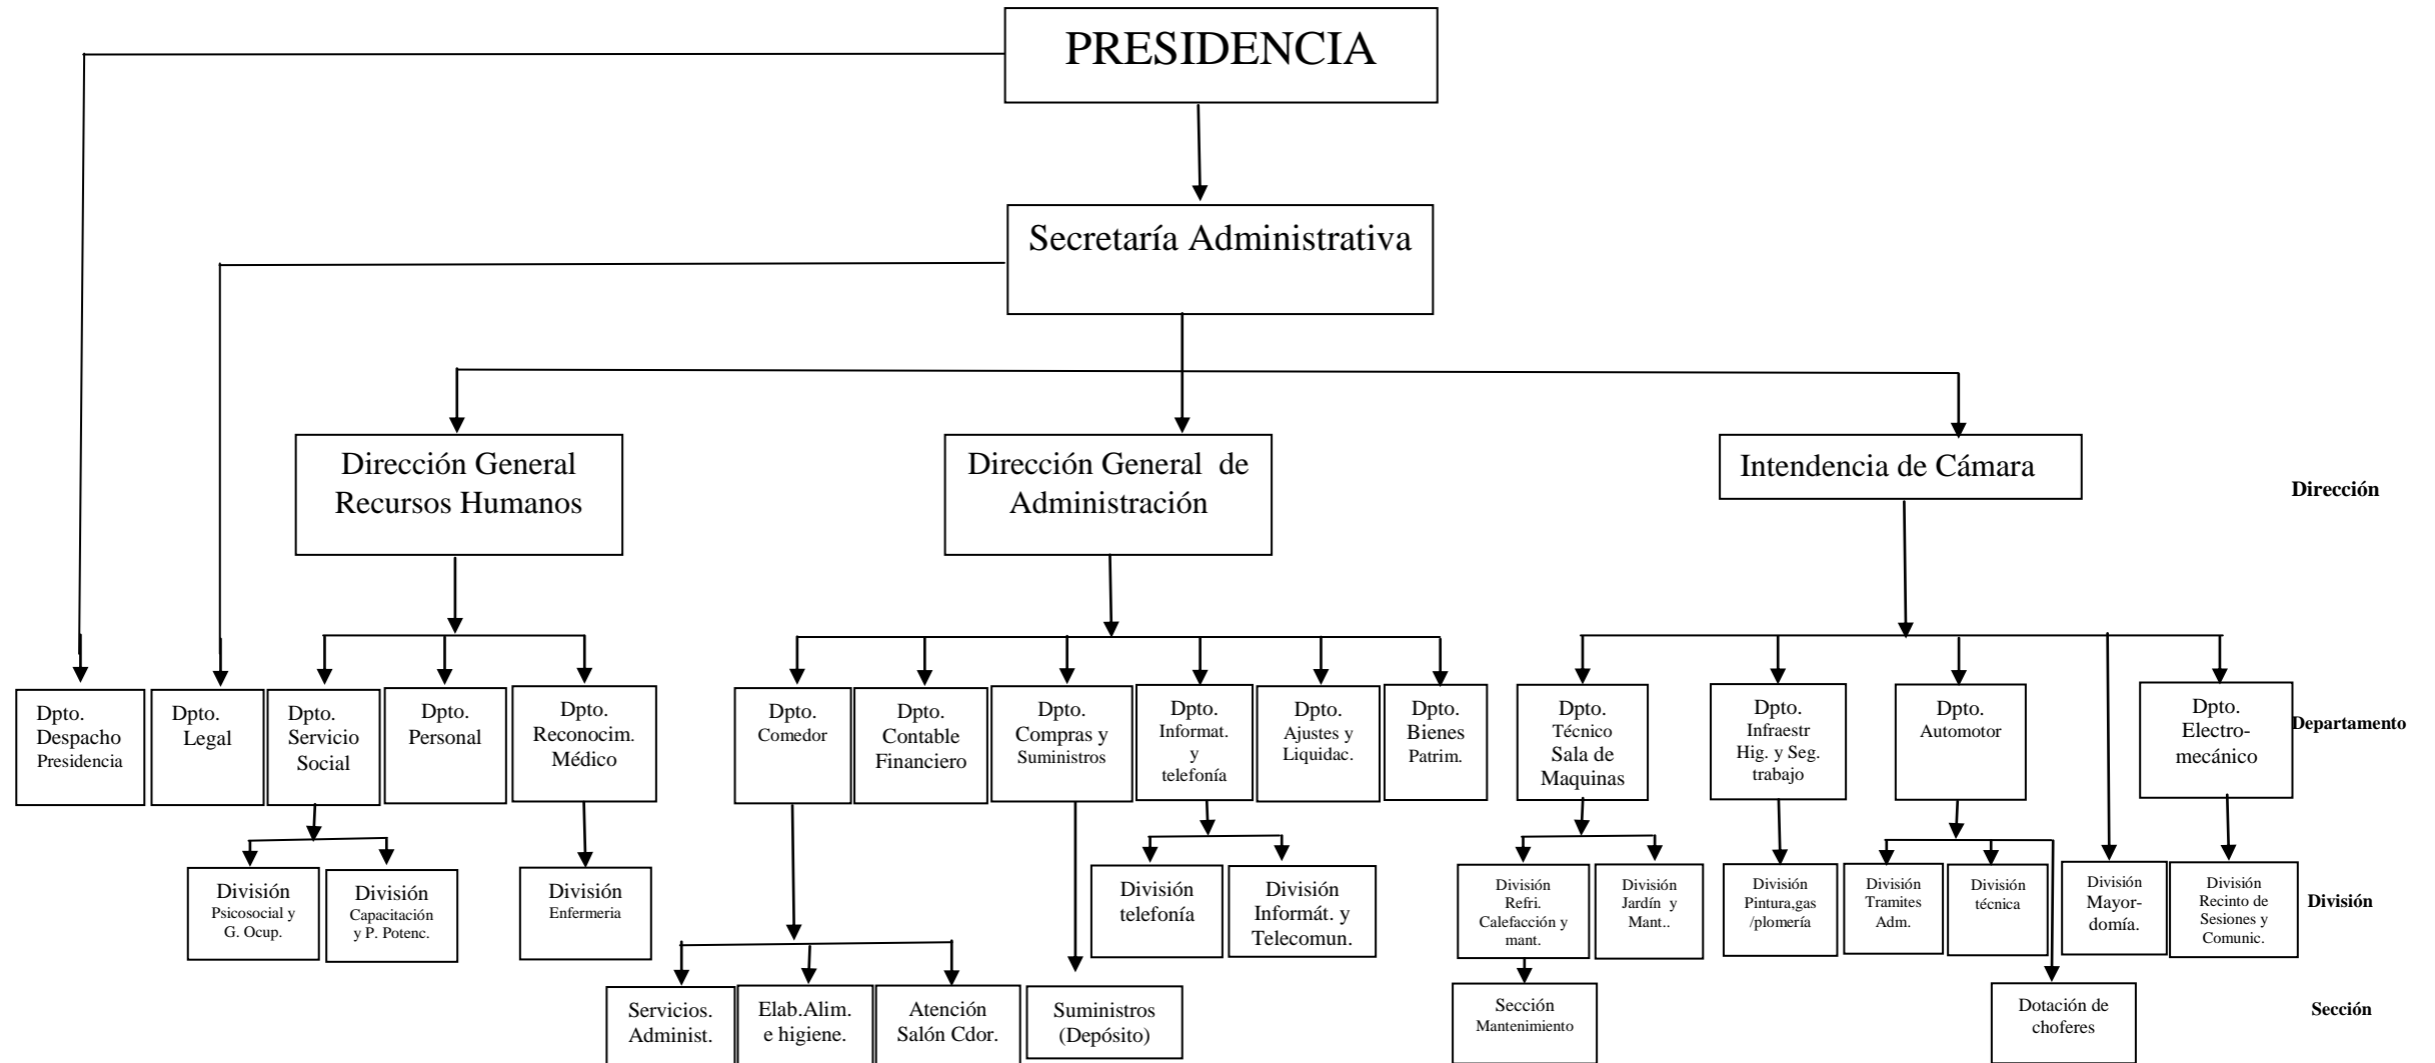 PRESIDENCIA
Secretaría Administrativa
Dirección General
Recursos Humanos
Dirección General de
Administración
Intendencia de Cámara
Dirección
Dpto.
Despacho
Presidencia
Dpto.
Legal
Dpto.
Servicio
Social
Dpto.
Personal
Dpto.
Reconocim.
Médico
Dpto.
Comedor
Dpto.
Contable
Financiero
Dpto.
Compras y
Suministros
Dpto.
Informat.
y
telefonía
Dpto.
Ajustes y
Liquidac.
Dpto.
Bienes
Patrim.
Dpto.
Técnico
Sala de
Maquinas
Dpto.
Infraestr
Hig. y Seg.
trabajo
Dpto.
Automotor
Dpto.
Electro-
mecánico
Departamento
División
Psicosocial y
G. Ocup.
División
Capacitación
y P. Potenc.
División
Enfermeria
División
telefonía
División
Informát. y
Telecomun.
División
Refri.
Calefacción y
mant.
División
Jardín y
Mant..
División
Pintura,gas
/plomería
División
Tramites
Adm.
División
técnica
División
Mayor-
domía.
División
Recinto de
Sesiones y
Comunic.
División
Servicios.
Administ.
Elab.Alim.
e higiene.
Atención
Salón Cdor.
Suministros
(Depósito)
Sección
Mantenimiento
Dotación de
choferes
Sección